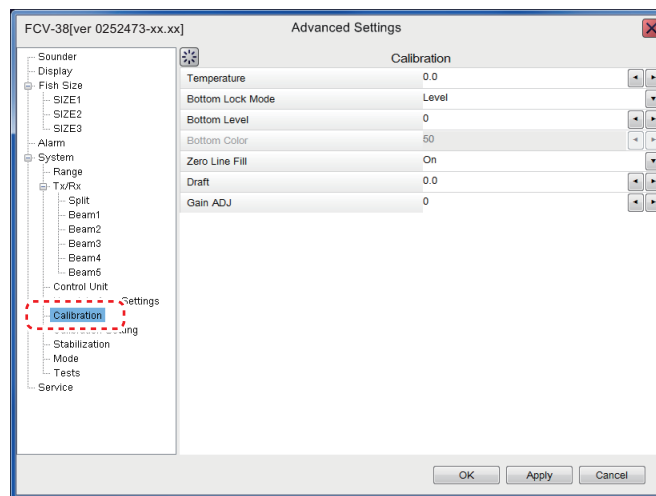 FCV-38[ver 0252473-xx.xx]
Advanced Settings
Sounder
Display
Fish Size
SIZE1
SIZE2
SIZE3
Alarm
System
Range
Tx/Rx
Split
Beam1
Beam2
Beam3
Beam4
Beam5
Control Unit
Settings
Calibration
Stabilization
Mode
Tests
Service
Calibration
Temperature 0.0
Bottom Lock Mode Level
Bottom Level 0
Bottom Color 50
Zero Line Fill On
Draft 0.0
Gain ADJ 0
OK Apply Cancel